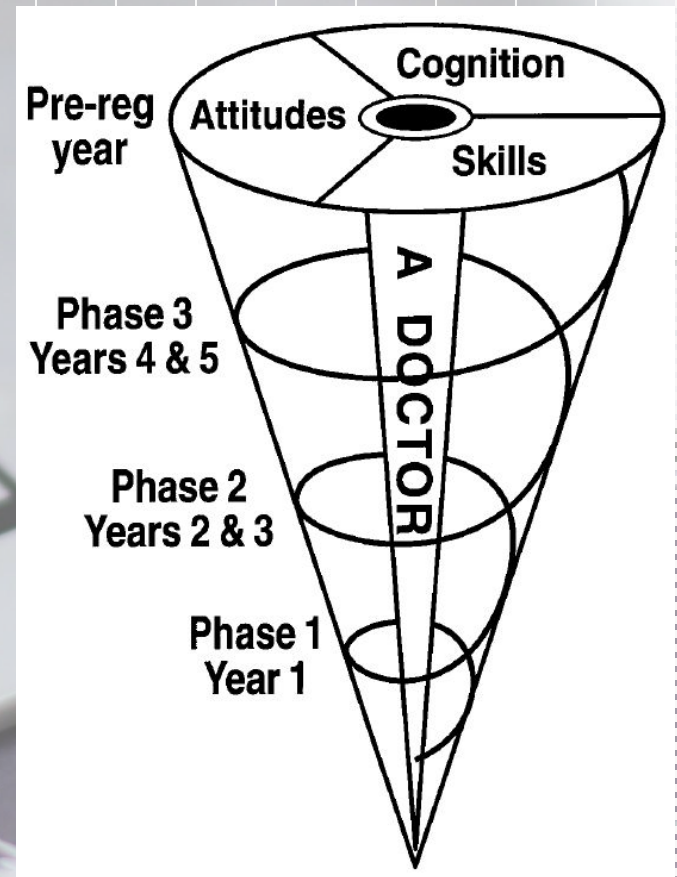 Cognition
Attitudes
Skills
Pre-reg
year
A DOCTOR
Phase 3
Years 4 & 5
Phase 2
Years 2 & 3
Phase 1
Year 1